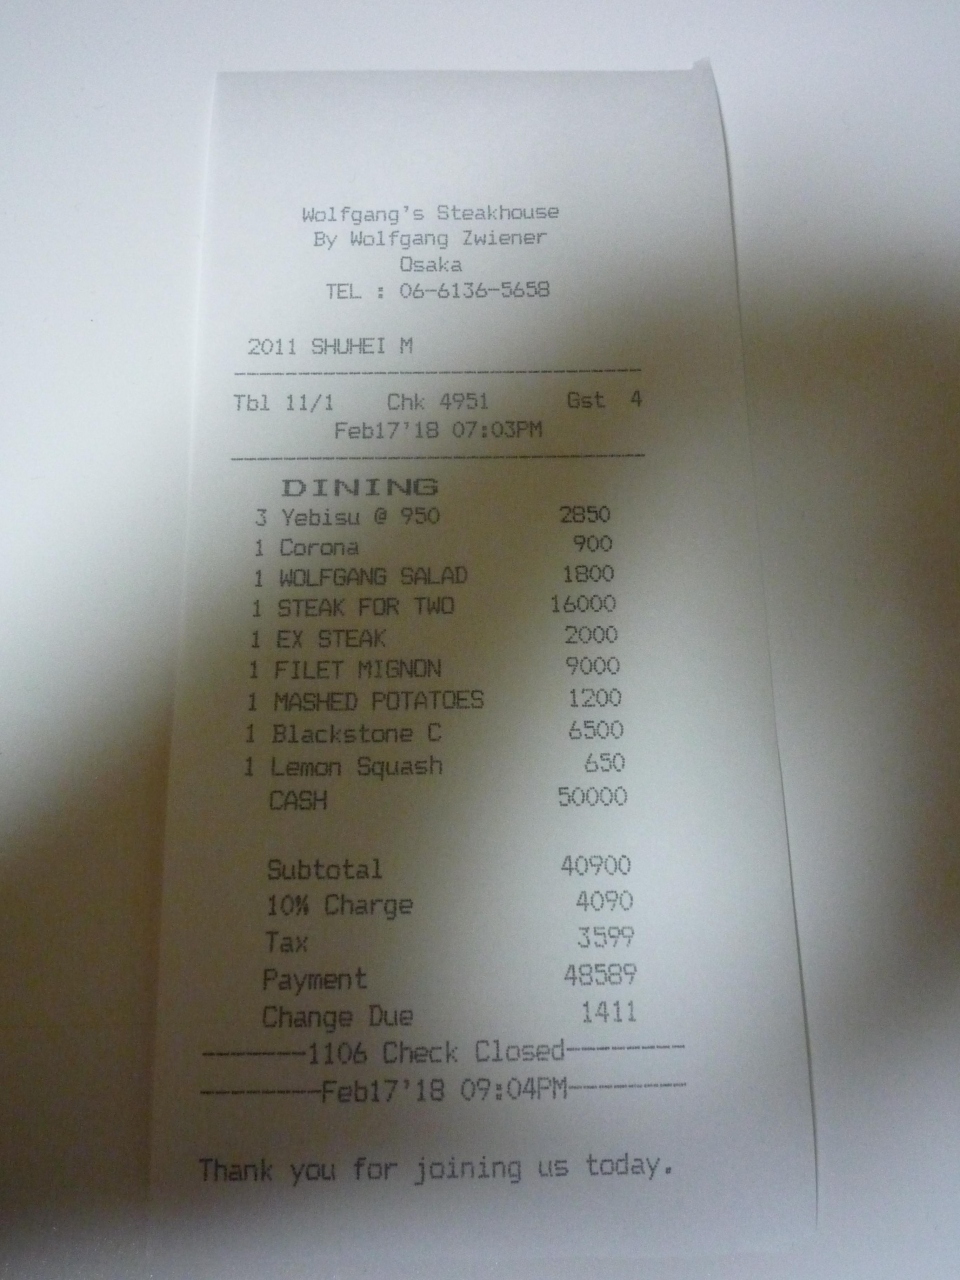 Wolfgang's Steakhouse
By Wolfgang Zwiener
Osaka
TEL : 06-6136-5658
2011 SHUHEI M
Tbl 11/1 Chk 4951 Gst 4
Feb17'18 07:03PM
DINING
3 Yebisu @ 950 2850
1 Corona 900
1 WOLFGANG SALAD 1800
1 STEAK FOR TWO 16000
1 EX STEAK 2000
1 FILET MIGNON 9000
1 MASHED POTATOES 1200
1 Blackstone C 6500
1 Lemon Squash 650
CASH 50000
Subtotal 40900
10% Charge 4090
Tax 3599
Payment 48589
Change Due 1411
-------1106 Check Closed--------
--------Feb17'18 09:04PM--------
Thank you for joining us today.